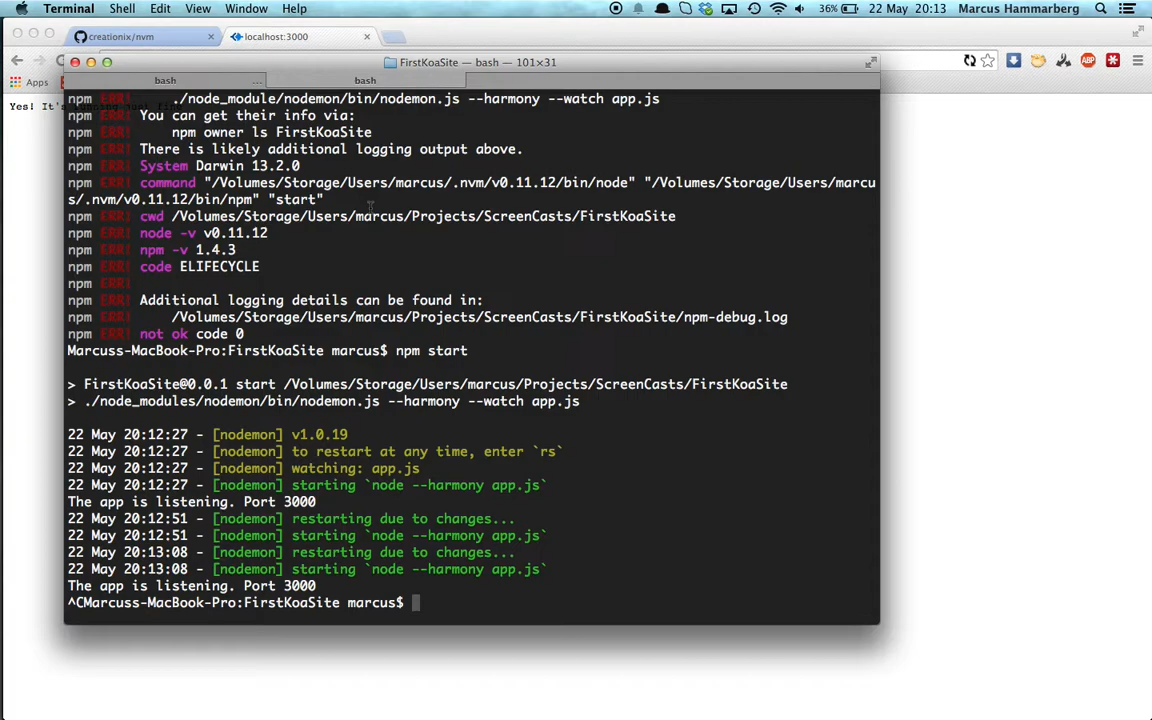 Terminal Shell Edit View Window Help 36% 22 May 20:13 Marcus Hammarberg
creationix/nvm localhost:3000
FirstKoaSite — bash — 101×31
Apps
bash ... bash
Yes! It's
npm ERR!     ./node_module/nodemon/bin/nodemon.js --harmony --watch app.js
npm ERR! You can get their info via:
npm ERR!     npm owner ls FirstKoaSite
npm ERR! There is likely additional logging output above.
npm ERR! System Darwin 13.2.0
npm ERR! command "/Volumes/Storage/Users/marcus/.nvm/v0.11.12/bin/node" "/Volumes/Storage/Users/marcu
s/.nvm/v0.11.12/bin/npm" "start"
npm ERR! cwd /Volumes/Storage/Users/marcus/Projects/ScreenCasts/FirstKoaSite
npm ERR! node -v v0.11.12
npm ERR! npm -v 1.4.3
npm ERR! code ELIFECYCLE
npm ERR!
npm ERR! Additional logging details can be found in:
npm ERR!     /Volumes/Storage/Users/marcus/Projects/ScreenCasts/FirstKoaSite/npm-debug.log
npm ERR! not ok code 0
Marcuss-MacBook-Pro:FirstKoaSite marcus$ npm start
> FirstKoaSite@0.0.1 start /Volumes/Storage/Users/marcus/Projects/ScreenCasts/FirstKoaSite
> ./node_modules/nodemon/bin/nodemon.js --harmony --watch app.js
22 May 20:12:27 - [nodemon] v1.0.19
22 May 20:12:27 - [nodemon] to restart at any time, enter `rs`
22 May 20:12:27 - [nodemon] watching: app.js
22 May 20:12:27 - [nodemon] starting `node --harmony app.js`
The app is listening. Port 3000
22 May 20:12:51 - [nodemon] restarting due to changes...
22 May 20:12:51 - [nodemon] starting `node --harmony app.js`
22 May 20:13:08 - [nodemon] restarting due to changes...
22 May 20:13:08 - [nodemon] starting `node --harmony app.js`
The app is listening. Port 3000
^CMarcuss-MacBook-Pro:FirstKoaSite marcus$